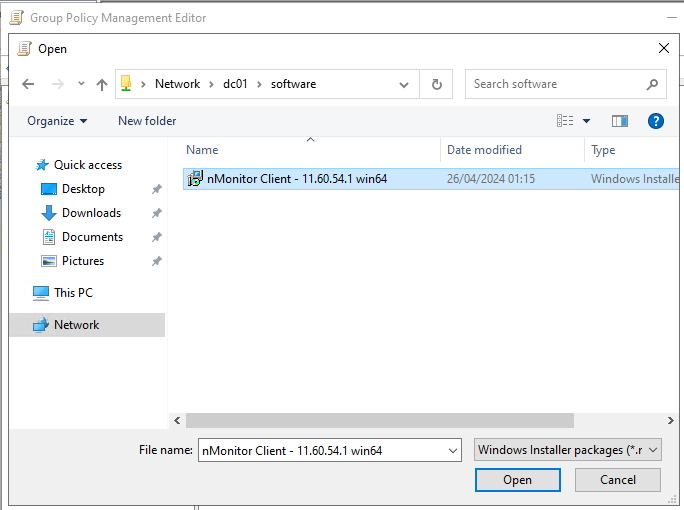 Group Policy Management Editor
Open
Network dc01 software
Search software
Organize New folder
Name Date modified Type
nMonitor Client - 11.60.54.1 win64 26/04/2024 01:15 Windows Installe
Quick access
Desktop
Downloads
Documents
Pictures
This PC
Network
File name: nMonitor Client - 11.60.54.1 win64 Windows Installer packages (*.r
Open Cancel